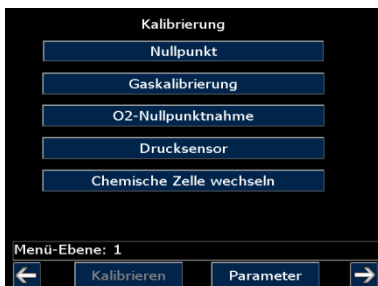 Kalibrierung
Nullpunkt
Gaskalibrierung
O2-Nullpunktnahme
Drucksensor
Chemische Zelle wechseln
Menü-Ebene: 1
← Kalibrieren Parameter →